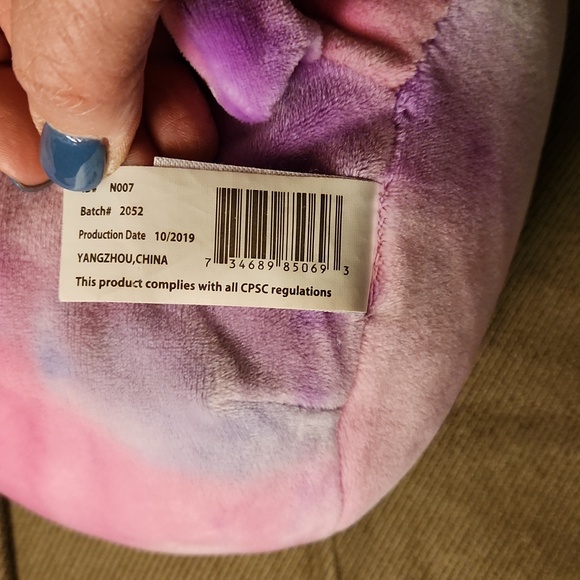 N007
Batch# 2052
Production Date 10/2019
YANGZHOU,CHINA
7 34689 85069 3
This product complies with all CPSC regulations